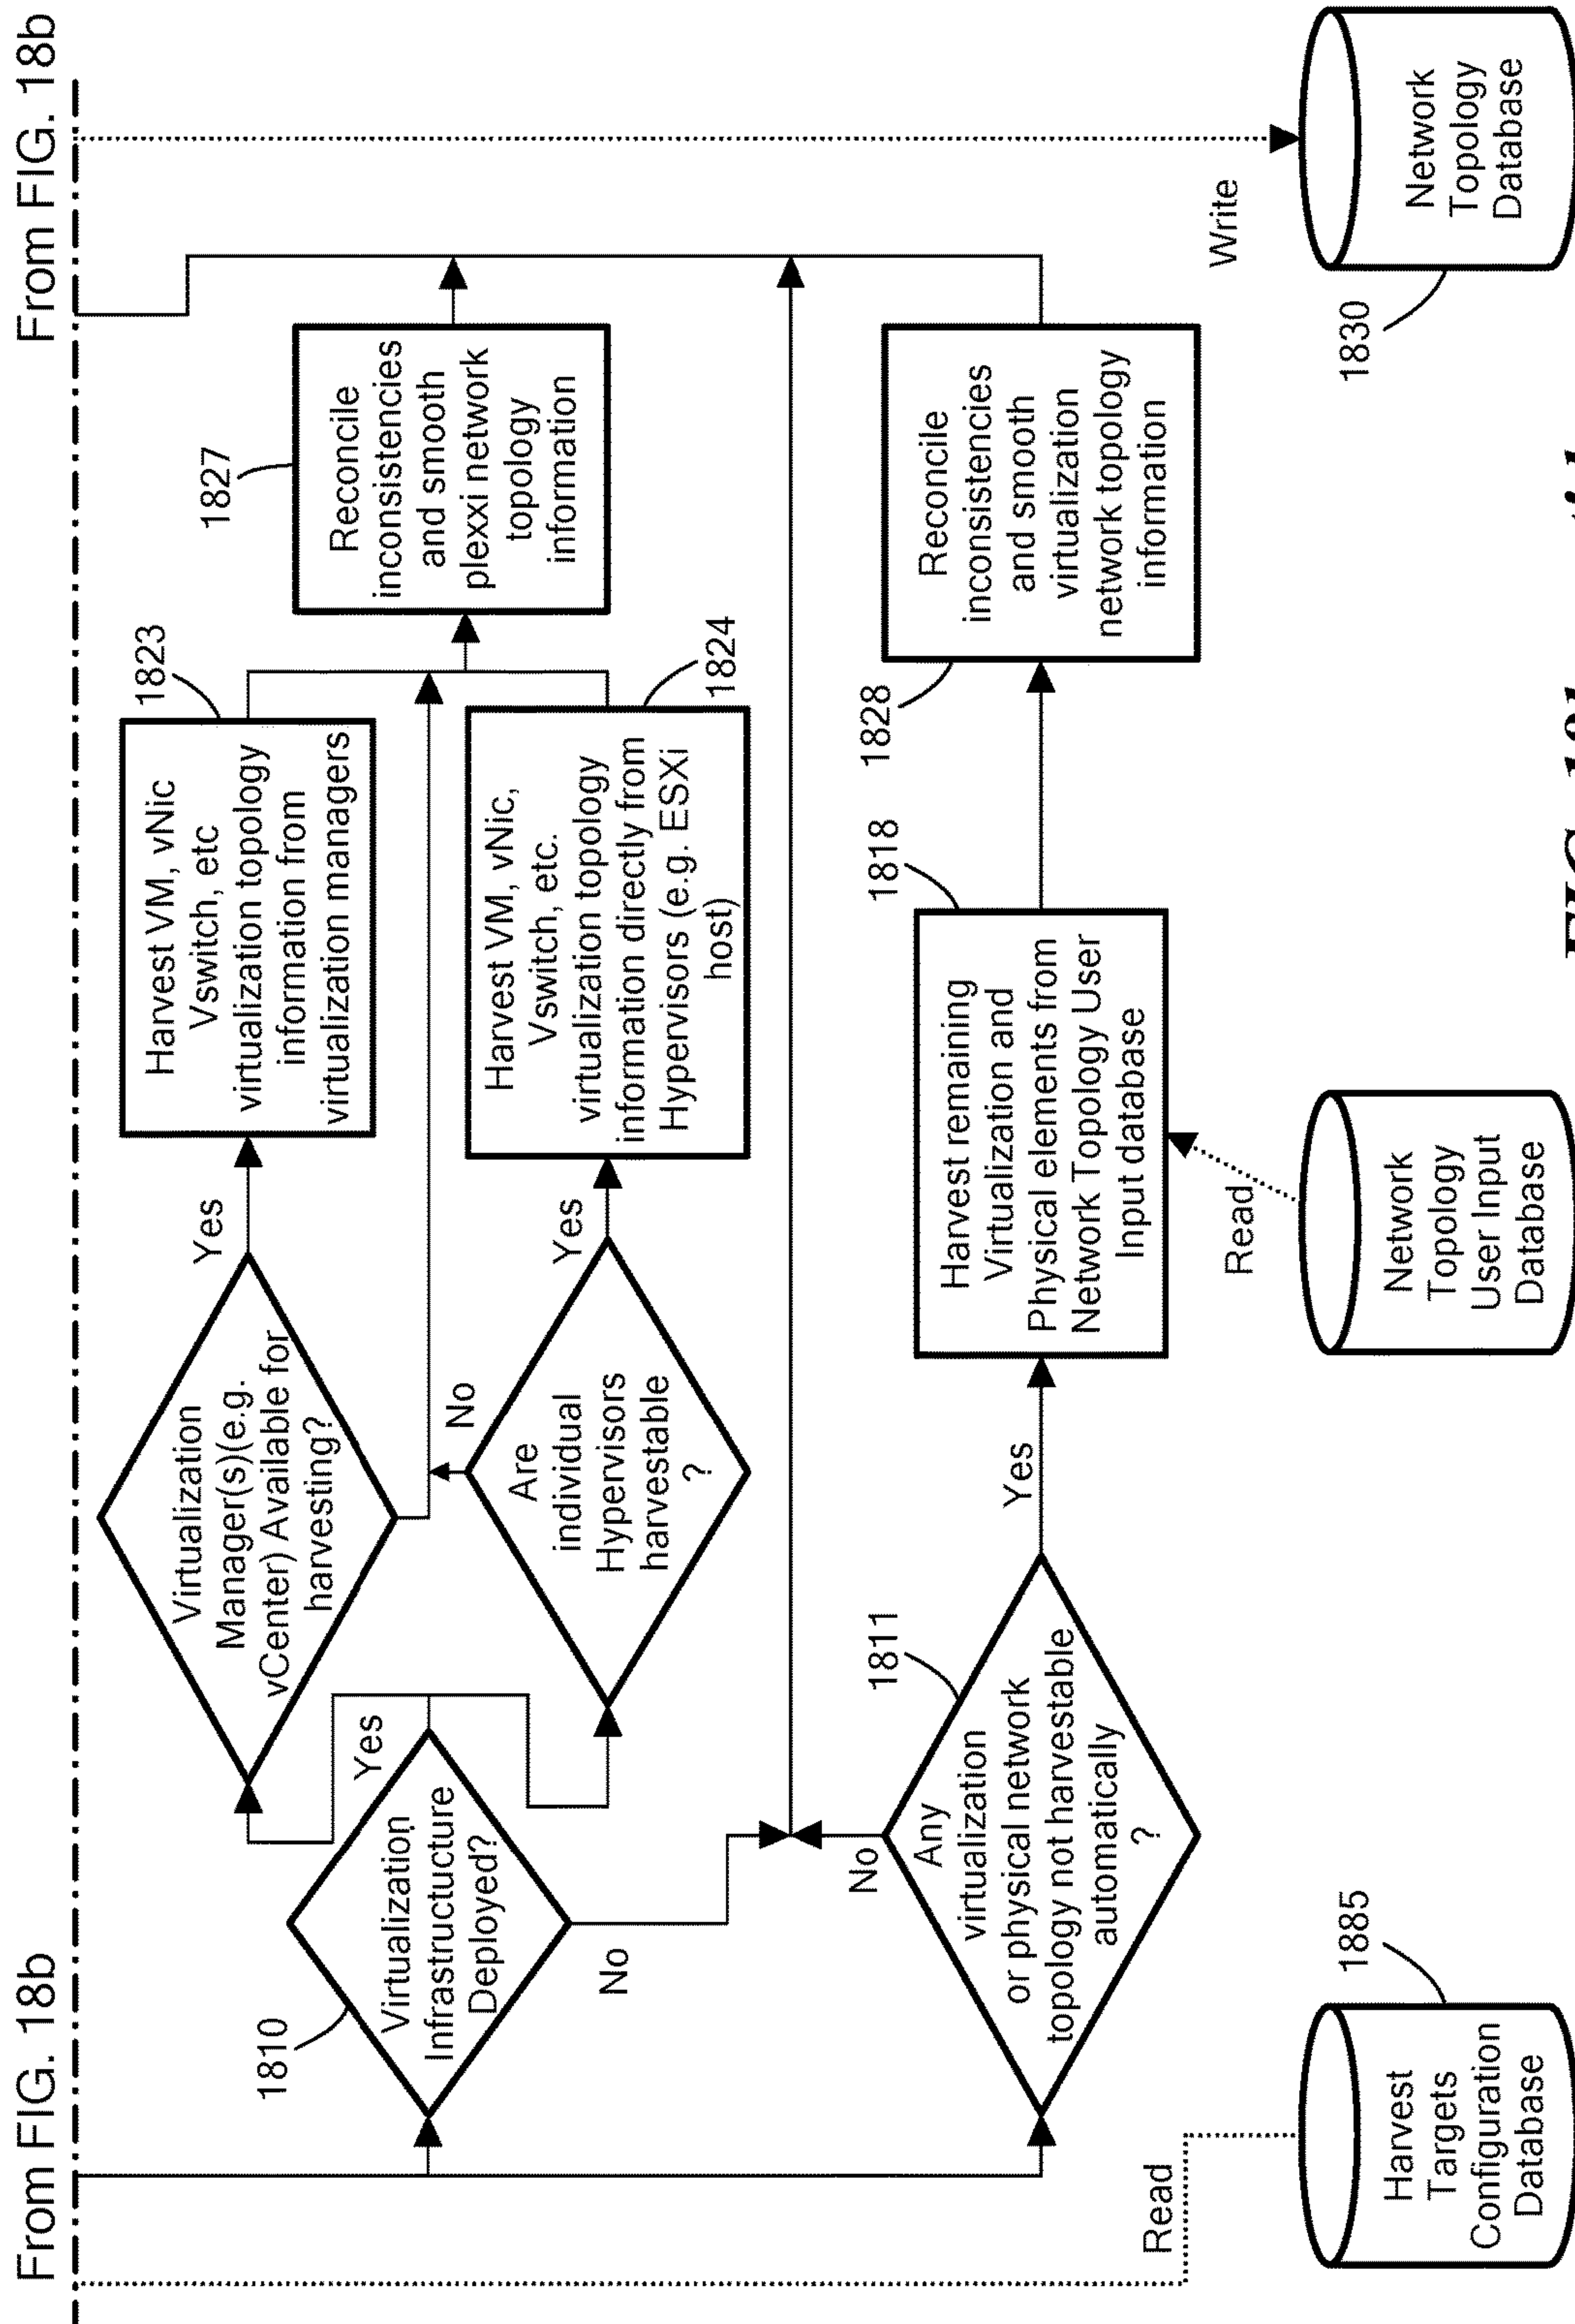 From FIG. 18b
From FIG. 18b
1810
Virtualization
Infrastructure
Deployed?
Yes
No
Virtualization
Manager(s)(e.g.
vCenter) Available for
harvesting?
Yes
1823
Harvest VM, vNic
Vswitch, etc
virtualization topology
information from
virtualization managers
Are
individual
Hypervisors
harvestable
?
No
Yes
1824
Harvest VM, vNic,
Vswitch, etc.
virtualization topology
information directly from
Hypervisors (e.g. ESXi
host)
1827
Reconcile
inconsistencies
and smooth
plexxi network
topology
information
1811
Any
virtualization
or physical network
topology not harvestable
automatically
?
No
Yes
1818
Harvest remaining
Virtualization and
Physical elements from
Network Topology User
Input database
1828
Reconcile
inconsistencies
and smooth
virtualization
network topology
information
Read
1885
Harvest
Targets
Configuration
Database
Read
Network
Topology
User Input
Database
Write
1830
Network
Topology
Database